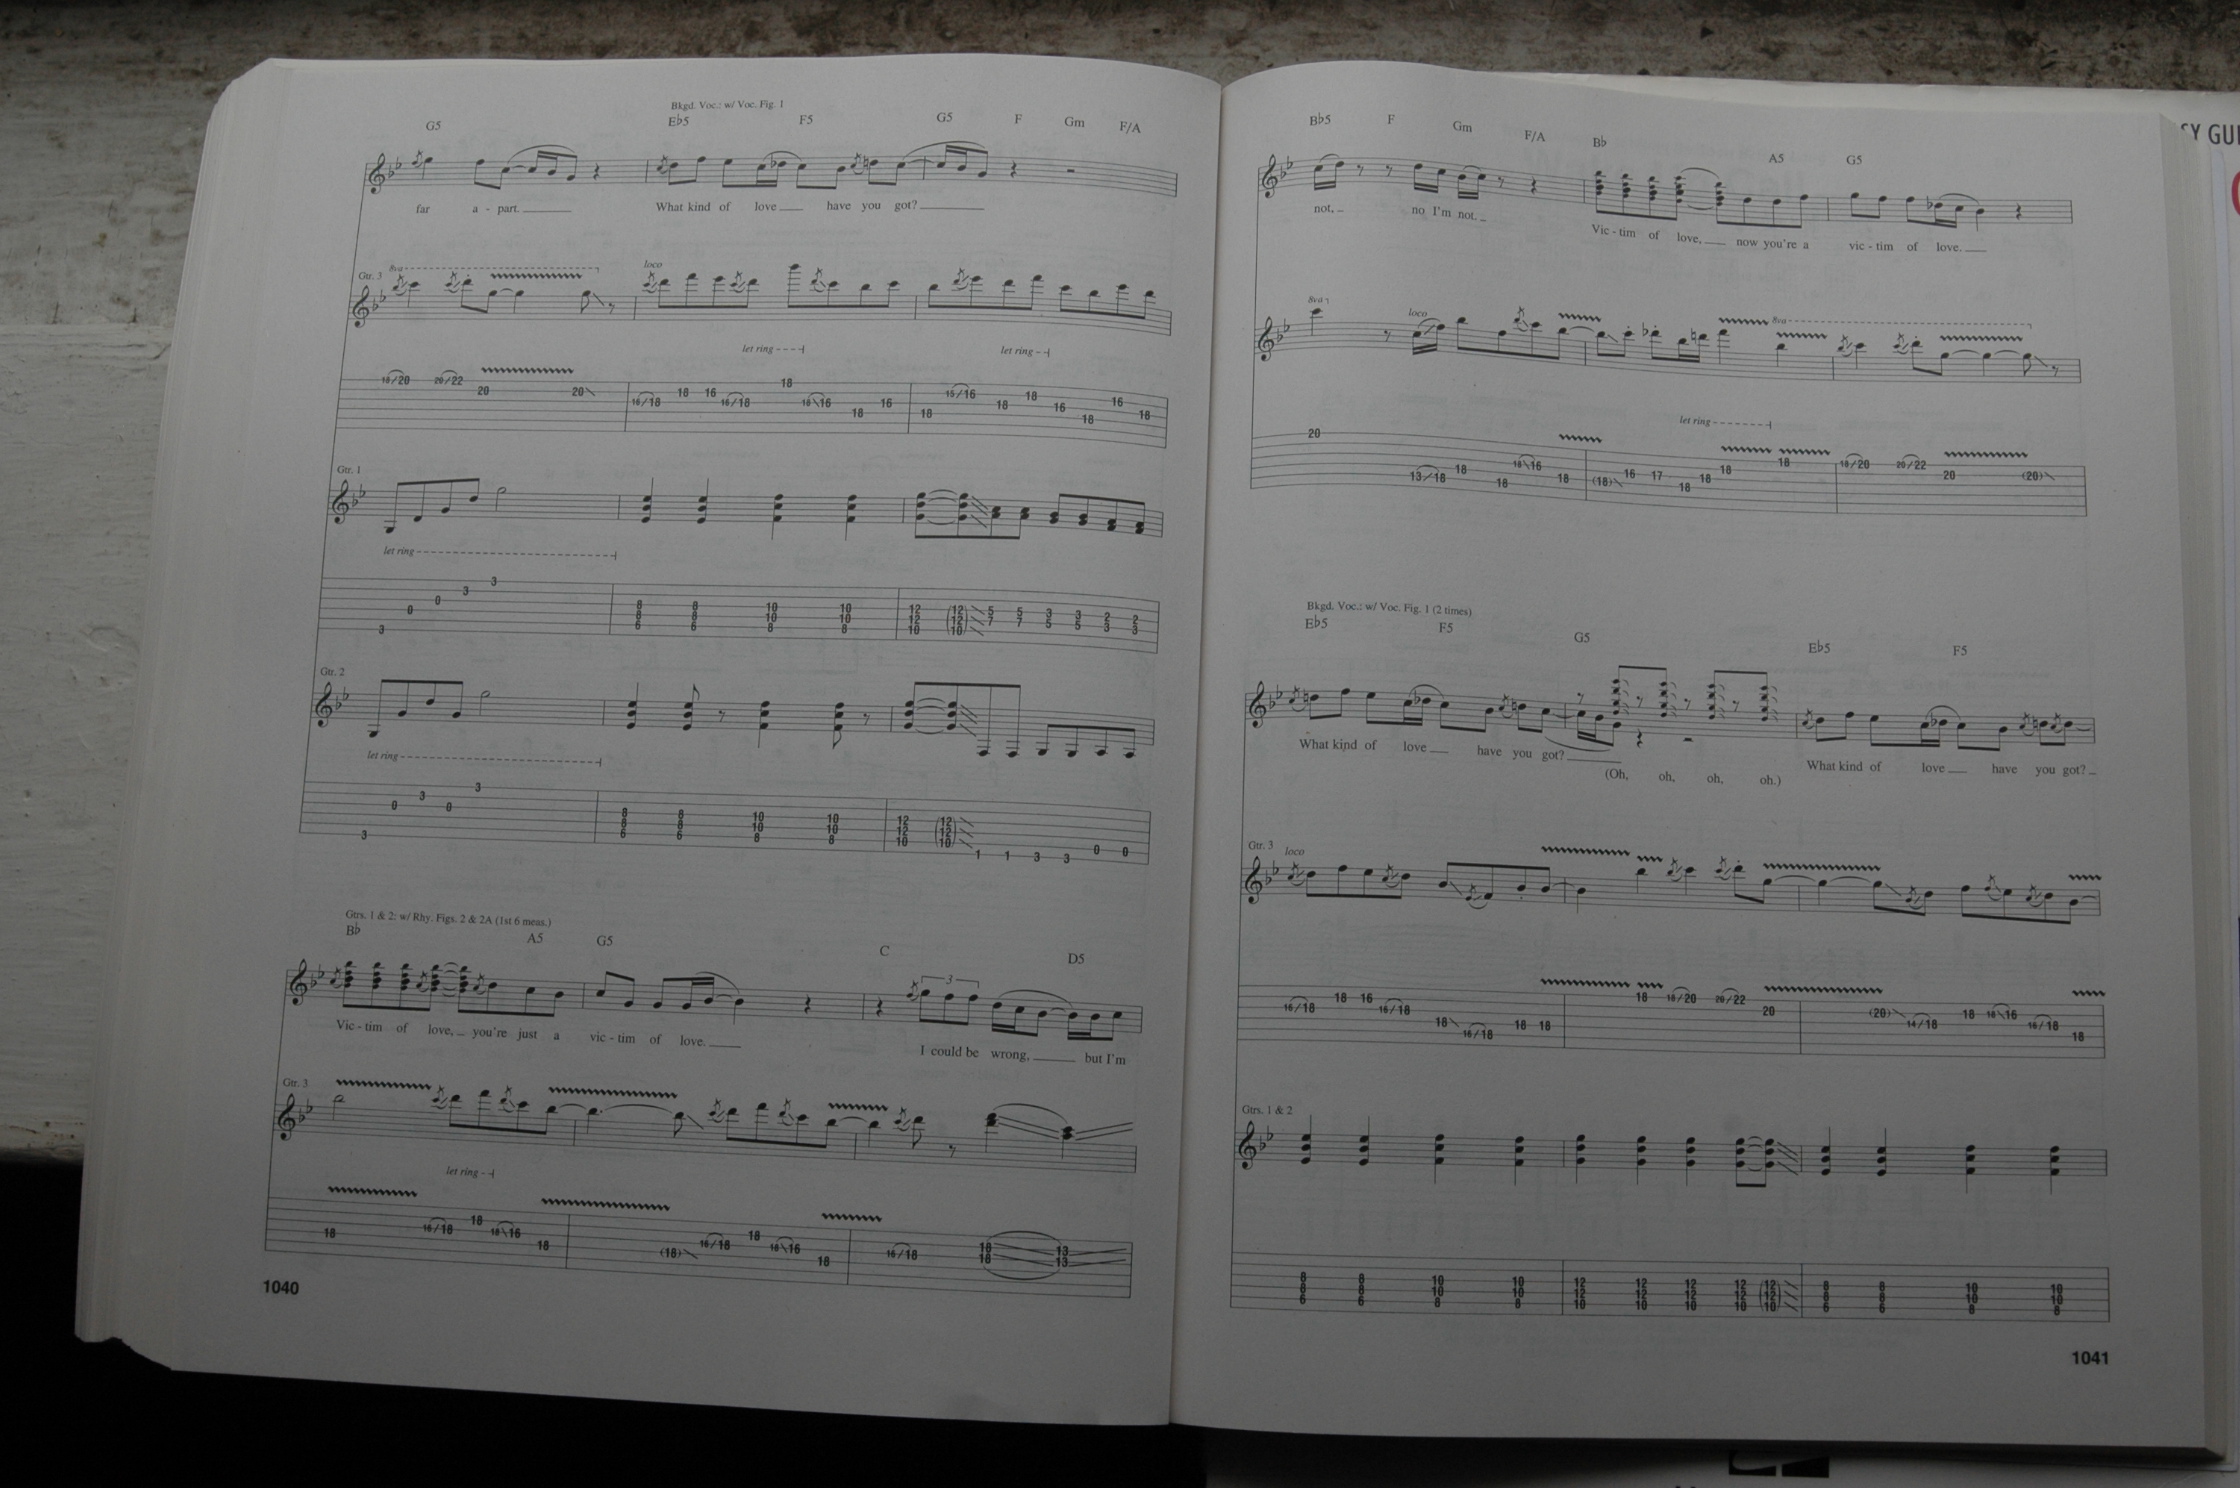 Bkgd. Voc.: w/ Voc. Fig. 1
G5 E♭5 F5 G5 F Gm F/A
far a - part. What kind of love have you got?
Gtr. 3
8va
loco
let ring
let ring
18/20 20/22 20 20 16/18 18 16 16/18 18 18\16 18 16 18 15/16 18 18 16 18 16 18
Gtr. 1
let ring
3 0 0 3 3
8 8 10 10 12 (12) 5 5 3 3 2 2
8 8 10 10 12 (12) 7 7 5 5 3 3
6 6 8 8 10 (10)
Gtr. 2
let ring
3 0 3 0 3
8 8 10 10 12 (12)
8 8 10 10 12 (12)
6 6 8 8 10 (10) 1 1 3 3 0 0
Gtrs. 1 & 2: w/ Rhy. Figs. 2 & 2A (1st 6 meas.)
B♭ A5 G5 C D5
3
Vic - tim of love, you're just a vic - tim of love. I could be wrong, but I'm
Gtr. 3
let ring
18 16/18 18 18\16 18 (18) 16/18 18 18\16 18 16/18 18 13
18 13
1040
B♭5 F Gm F/A B♭ A5 G5
not, no I'm not. Vic - tim of love, now you're a vic - tim of love.
8va
loco
8va
let ring
20 13/18 18 18 18\16 18 (18) 16 17 18 18 18 18 18/20 20/22 20 (20)
Bkgd. Voc.: w/ Voc. Fig. 1 (2 times)
E♭5 F5 G5 E♭5 F5
What kind of love have you got? What kind of love have you got?
(Oh, oh, oh, oh.)
Gtr. 3
loco
16/18 18 16 16/18 18 16/18 18 18 18 18/20 20/22 20 (20) 14/18 18 18\16 16/18 18
Gtrs. 1 & 2
8 8 10 10 12 12 12 12 (12) 8 8 10 10
8 8 10 10 12 12 12 12 (12) 8 8 10 10
6 6 8 8 10 10 10 10 (10) 6 6 8 8
1041